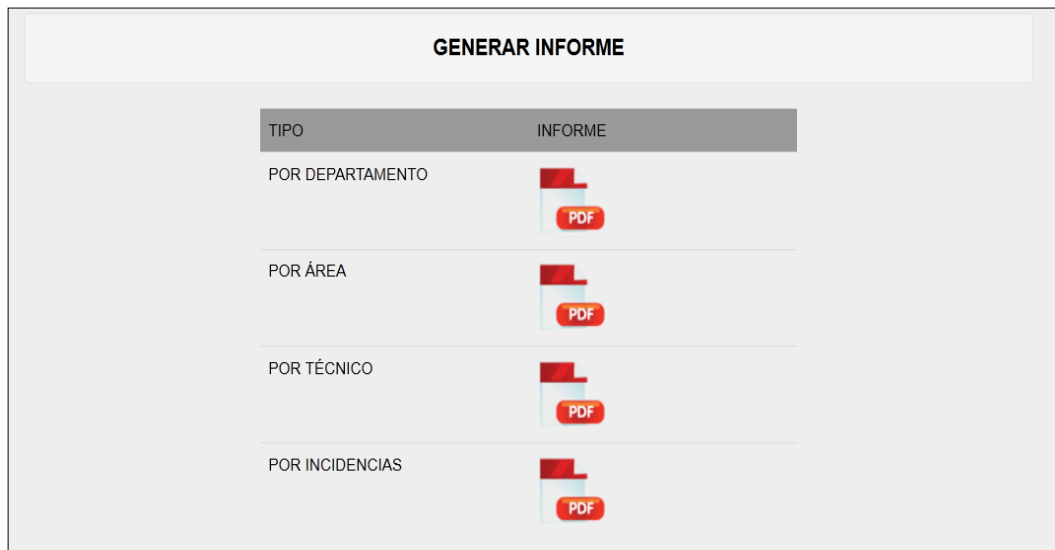 GENERAR INFORME
TIPO INFORME
POR DEPARTAMENTO
PDF
POR ÁREA
PDF
POR TÉCNICO
PDF
POR INCIDENCIAS
PDF